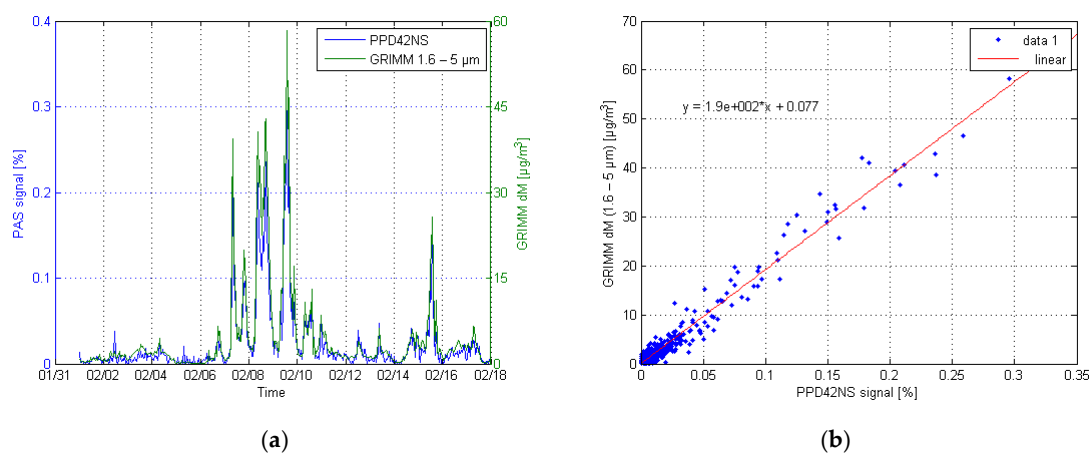 0.4
0.3
0.2
0.1
0
PAS signal [%]
60
45
30
15
0
GRIMM dM [µg/m³]
PPD42NS
GRIMM 1.6 – 5 µm
01/31 02/02 02/04 02/06 02/08 02/10 02/12 02/14 02/16 02/18
Time
(a)
70
60
50
40
30
20
10
0
GRIMM dM (1.6 – 5 µm) [µg/m³]
data 1
linear
y = 1.9e+002*x + 0.077
0 0.05 0.1 0.15 0.2 0.25 0.3 0.35
PPD42NS signal [%]
(b)